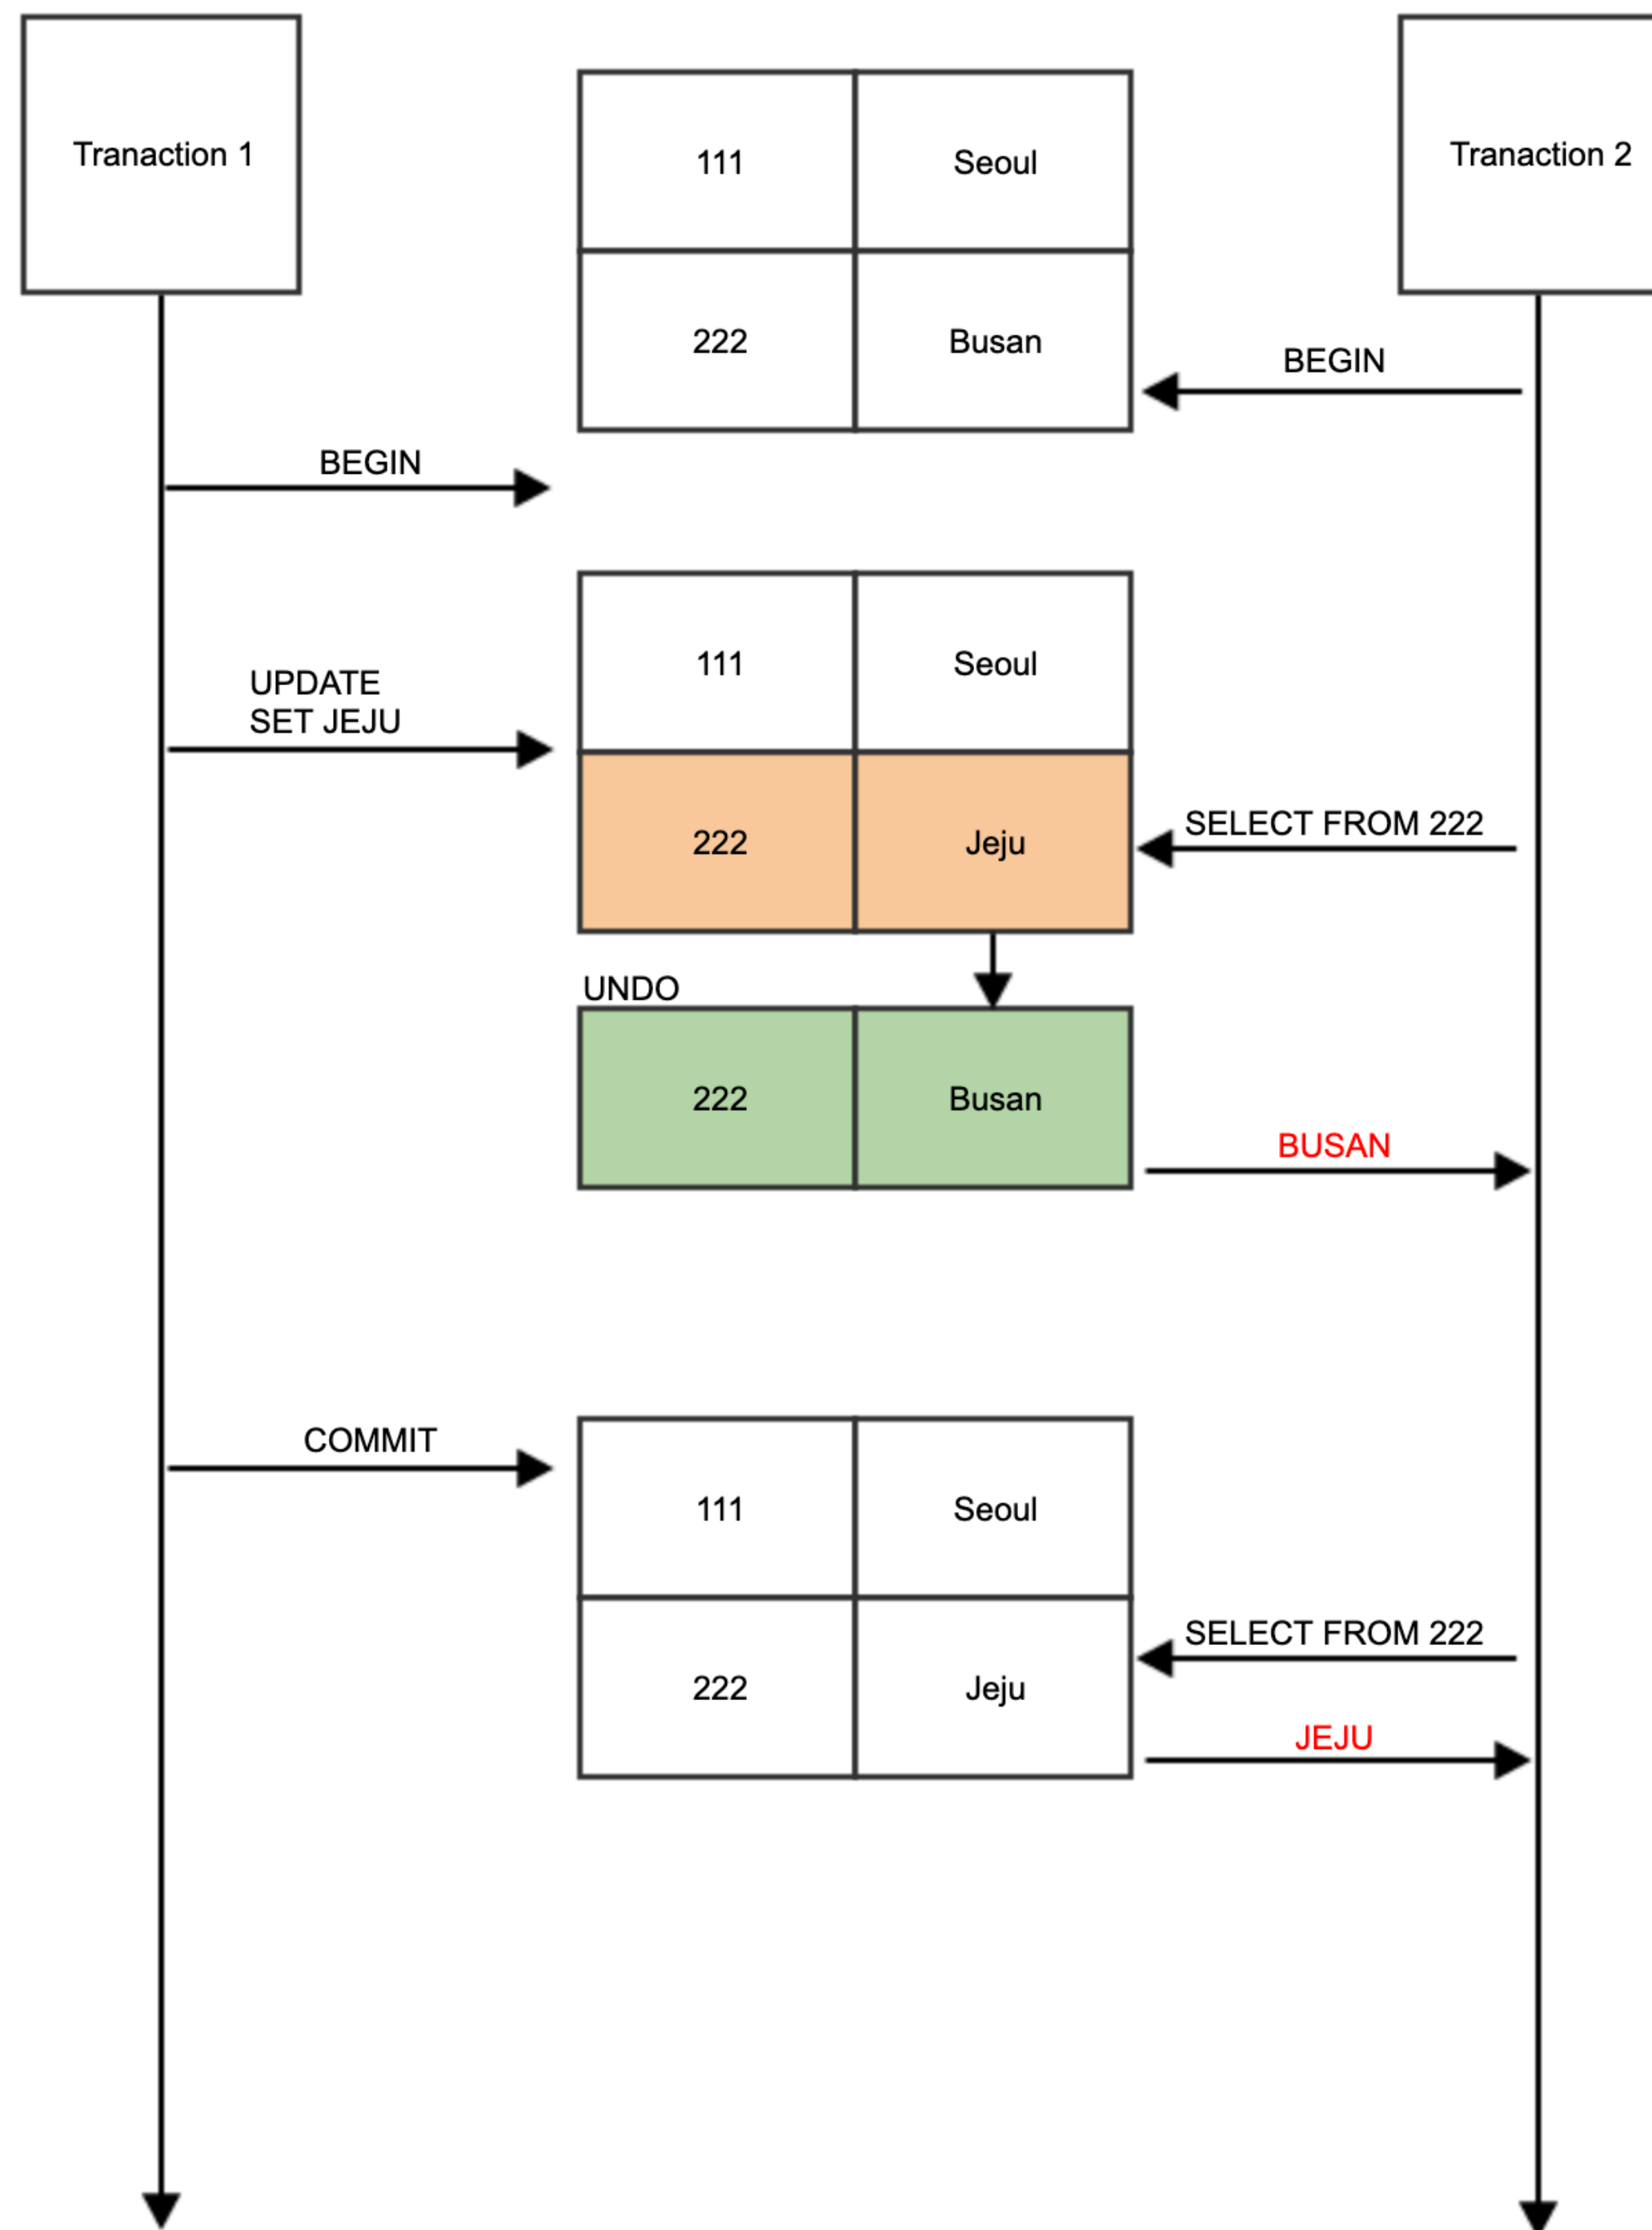 Tranaction 1
Tranaction 2
111 Seoul
222 Busan
BEGIN
BEGIN
111 Seoul
UPDATE
SET JEJU
222 Jeju
SELECT FROM 222
UNDO
222 Busan
BUSAN
COMMIT
111 Seoul
SELECT FROM 222
222 Jeju
JEJU